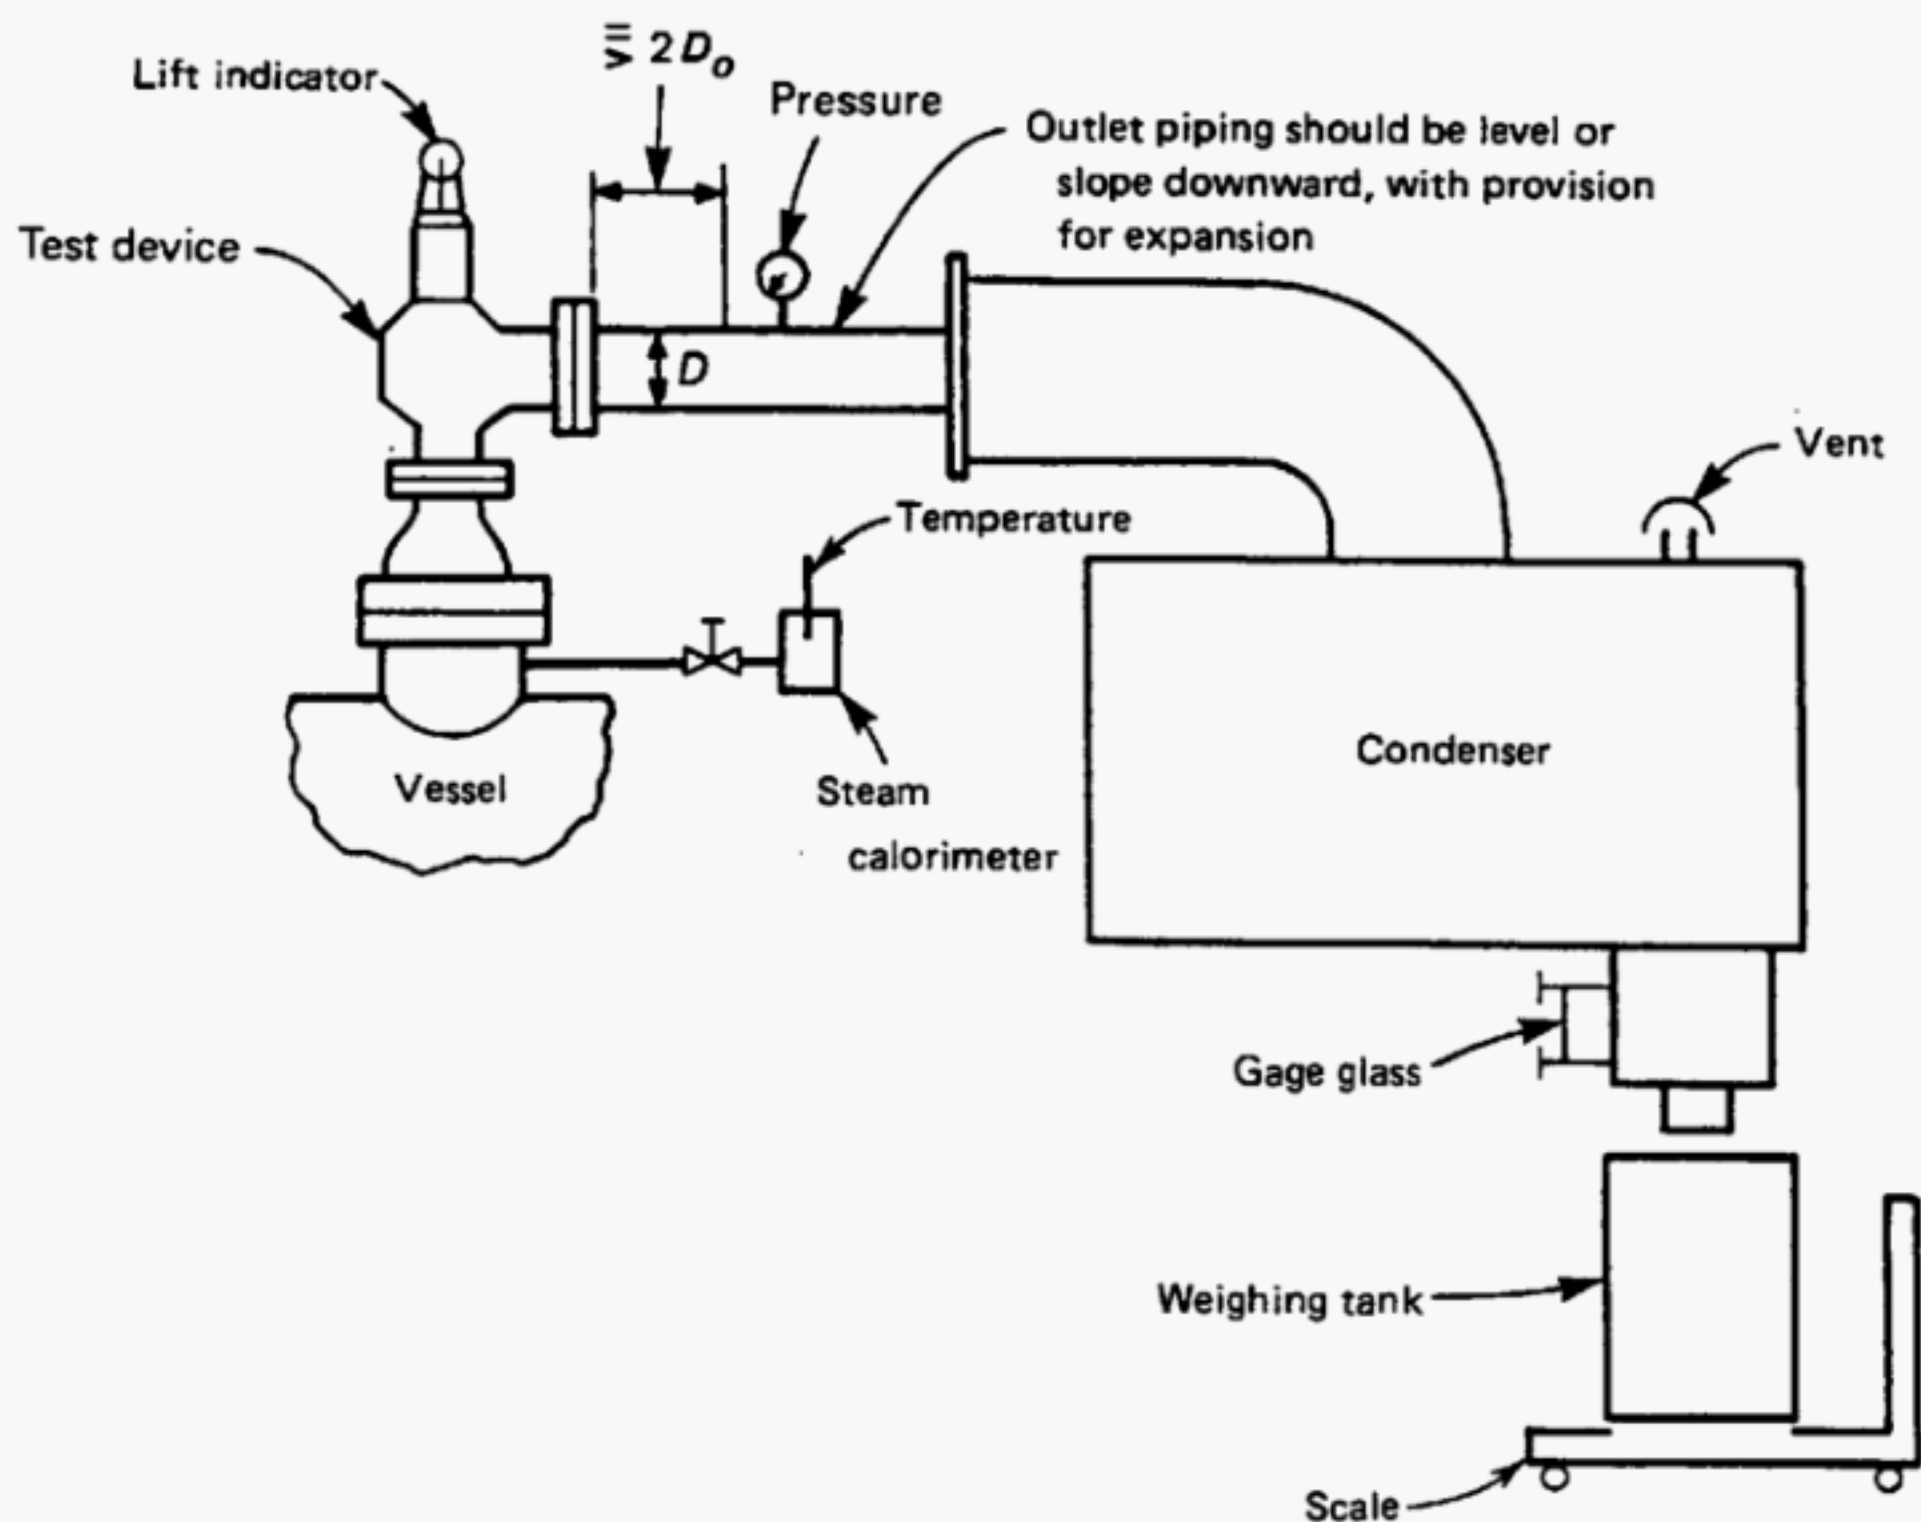 ⋝ 2Dₒ
Lift indicator
Pressure
Outlet piping should be level or
slope downward, with provision
for expansion
Test device
D
Vent
Temperature
Condenser
Vessel
Steam
calorimeter
Gage glass
Weighing tank
Scale